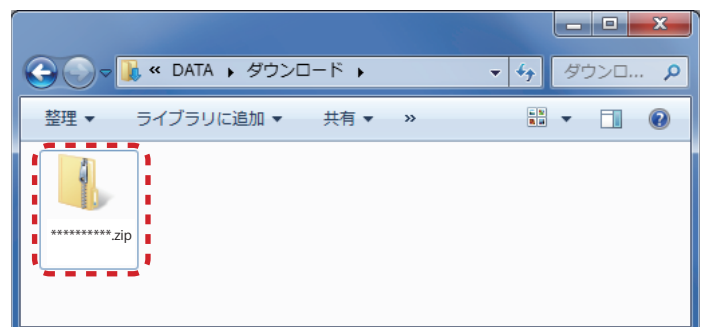 « DATA ▸ ダウンロード ▸
ダウンロ...
整理 ▼ ライブラリに追加 ▼ 共有 ▼ »
**********.zip